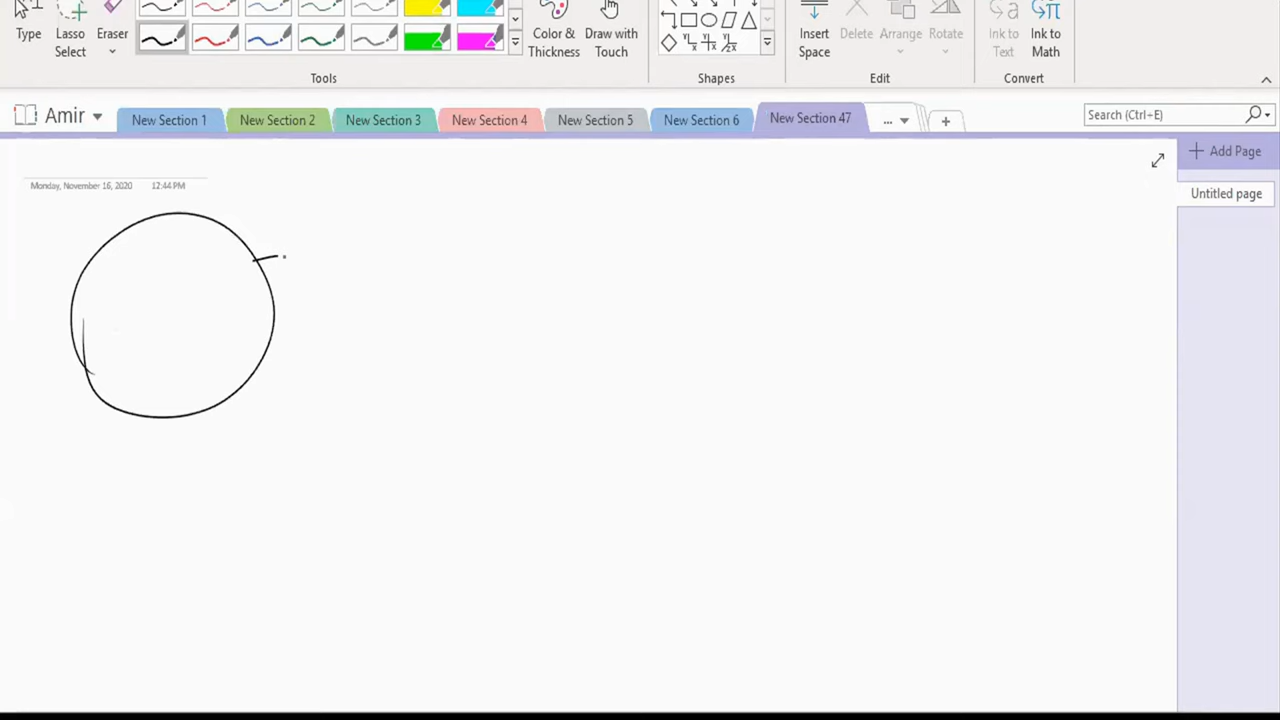 Type
Lasso Select
Eraser
Color & Thickness
Draw with Touch
Insert Space
Delete
Arrange
Rotate
Ink to Text
Ink to Math
Tools
Shapes
Edit
Convert
Amir
New Section 1
New Section 2
New Section 3
New Section 4
New Section 5
New Section 6
New Section 47
...
Search (Ctrl+E)
Add Page
Untitled page
Monday, November 16, 2020 12:44 PM